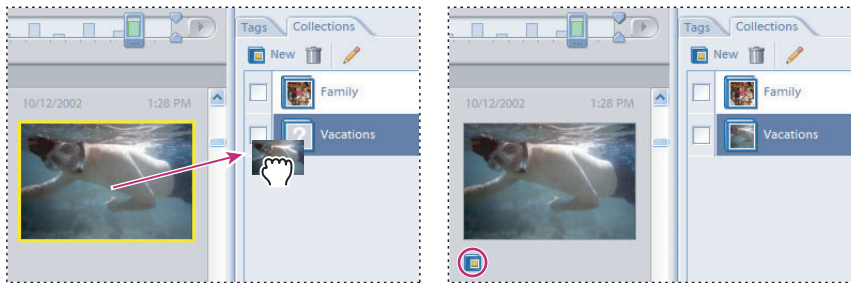 Tags Collections
New
10/12/2002 1:28 PM
Family
?
Vacations
Tags Collections
New
10/12/2002 1:28 PM
Family
Vacations